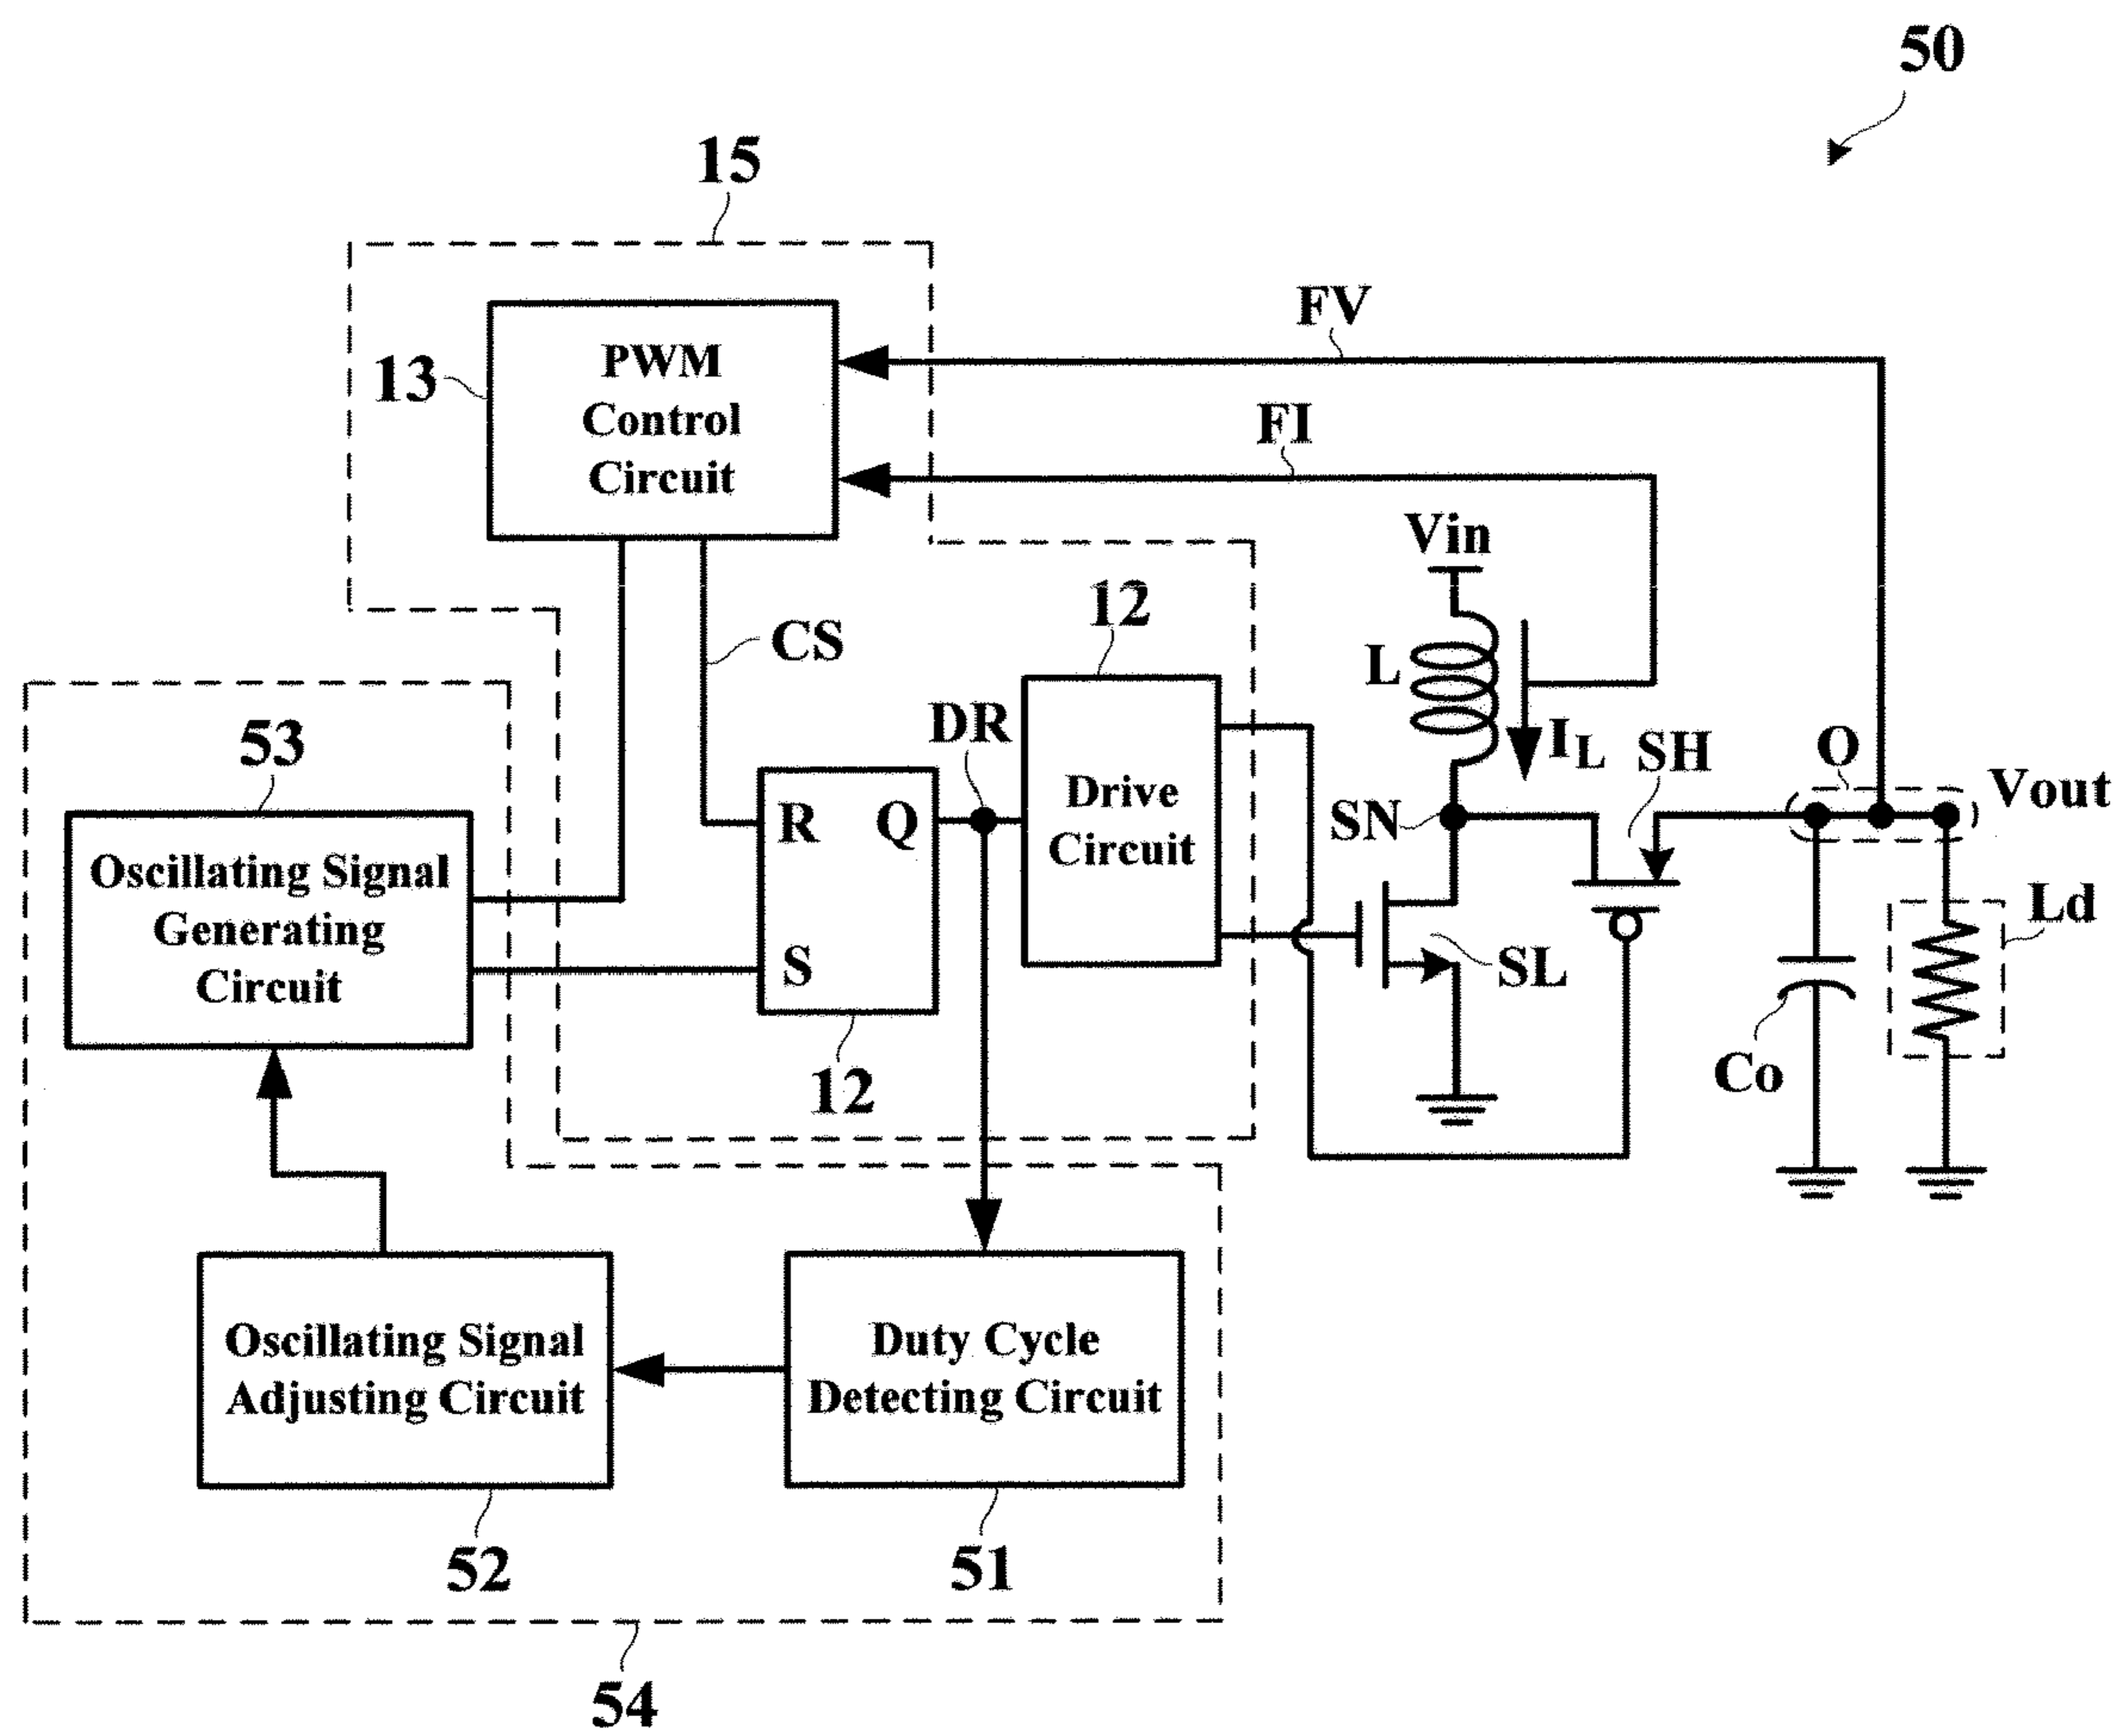 50
15
FV
PWM
Control
Circuit
13
FI
Vin
12
CS
L
DR
53
I_L
SH
O
Vout
Drive
Circuit
R
Q
SN
Oscillating Signal
Generating
Circuit
Ld
S
SL
Co
12
Oscillating Signal
Adjusting Circuit
Duty Cycle
Detecting Circuit
52
51
54